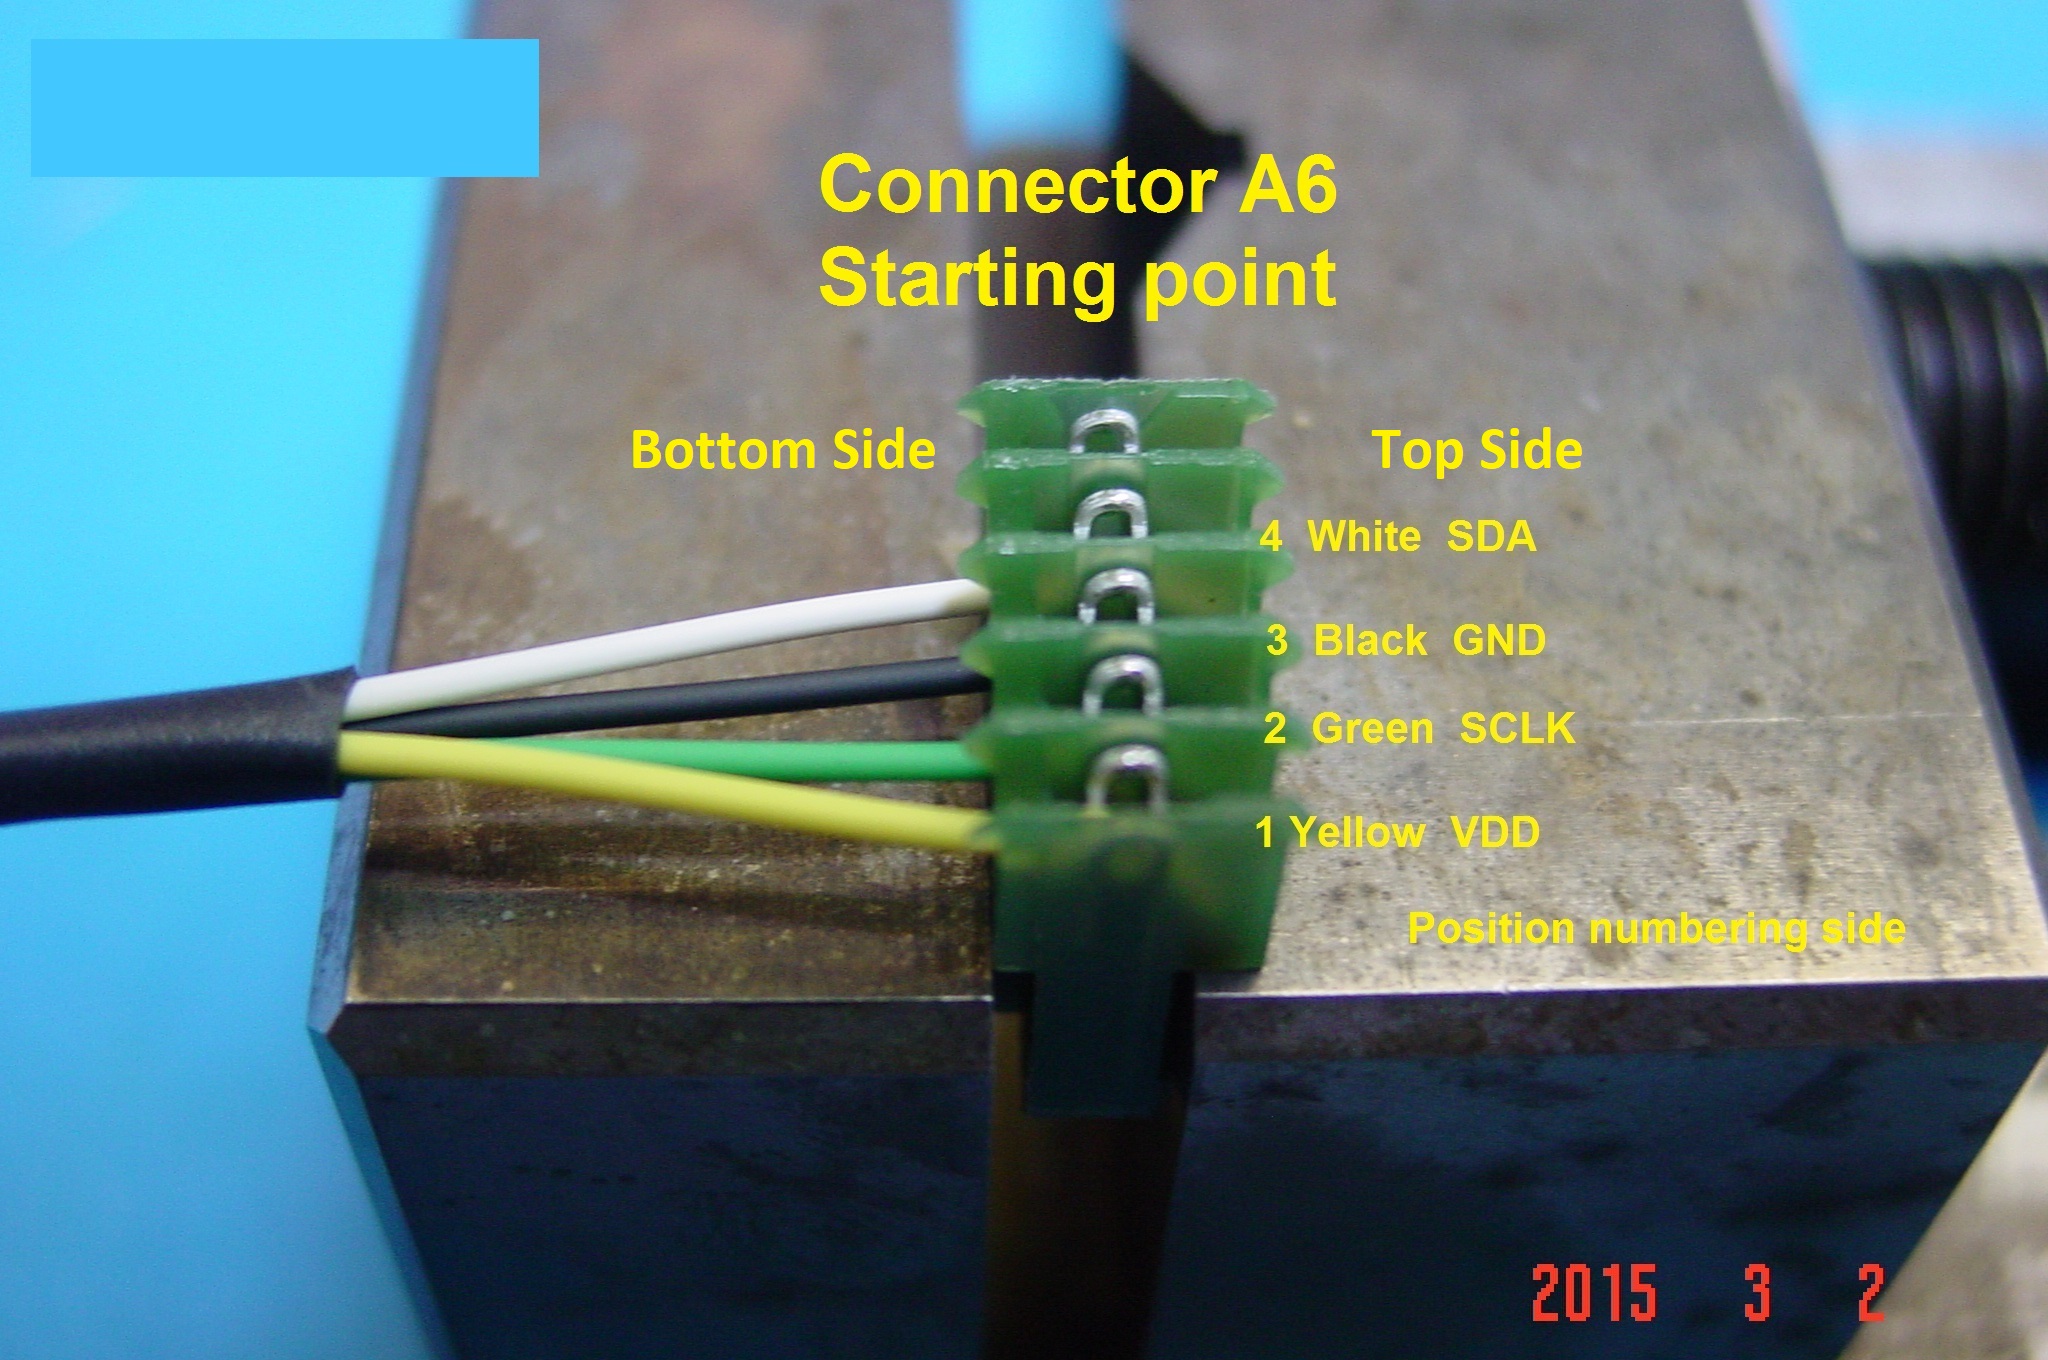 Connector A6
Starting point
Bottom Side
Top Side
4 White SDA
3 Black GND
2 Green SCLK
1 Yellow VDD
Position numbering side
2015 3 2